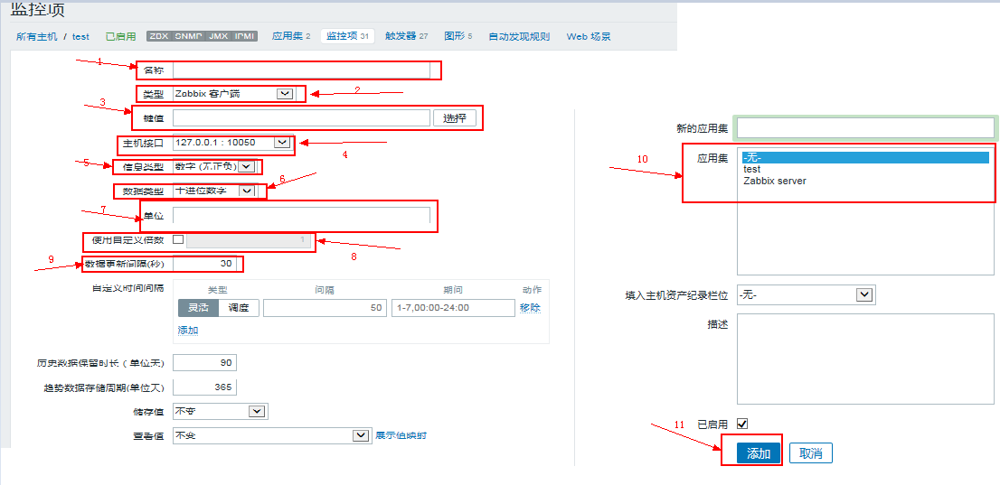 监控项
所有主机 / test 已启用 ZBX SNMP JMX IPMI 应用集 2 监控项 31 触发器 27 图形 5 自动发现规则 Web 场景
1 名称
类型 Zabbix 客户端 2
3 键值 选择
主机接口 127.0.0.1 : 10050 4
5 信息类型 数字 (无正负)
数据类型 十进位数字 6
7 单位
使用自定义倍数 1 8
9 数据更新间隔(秒) 30
自定义时间间隔 类型 间隔 期间 动作
灵活 调度 50 1-7,00:00-24:00 移除
添加
历史数据保留时长 ( 单位天) 90
趋势数据存储周期(单位天) 365
储存值 不变
查看值 不变 展示值映射
新的应用集
10 应用集 -无-
test
Zabbix server
填入主机资产纪录栏位 -无-
描述
11 已启用
添加 取消